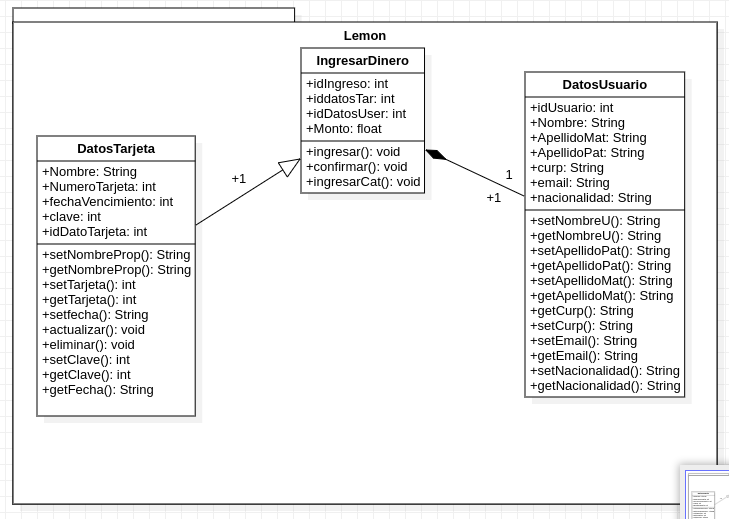 Lemon
IngresarDinero
+idIngreso: int
+iddatosTar: int
+idDatosUser: int
+Monto: float
+ingresar(): void
+confirmar(): void
+ingresarCat(): void
DatosTarjeta
+Nombre: String
+NumeroTarjeta: int
+fechaVencimiento: int
+clave: int
+idDatoTarjeta: int
+setNombreProp(): String
+getNombreProp(): String
+setTarjeta(): int
+getTarjeta(): int
+setfecha(): String
+actualizar(): void
+eliminar(): void
+setClave(): int
+getClave(): int
+getFecha(): String
+1
1
+1
DatosUsuario
+idUsuario: int
+Nombre: String
+ApellidoMat: String
+ApellidoPat: String
+curp: String
+email: String
+nacionalidad: String
+setNombreU(): String
+getNombreU(): String
+setApellidoPat(): String
+getApellidoPat(): String
+setApellidoMat(): String
+getApellidoMat(): String
+getCurp(): String
+setCurp(): String
+setEmail(): String
+getEmail(): String
+setNacionalidad(): String
+getNacionalidad(): String